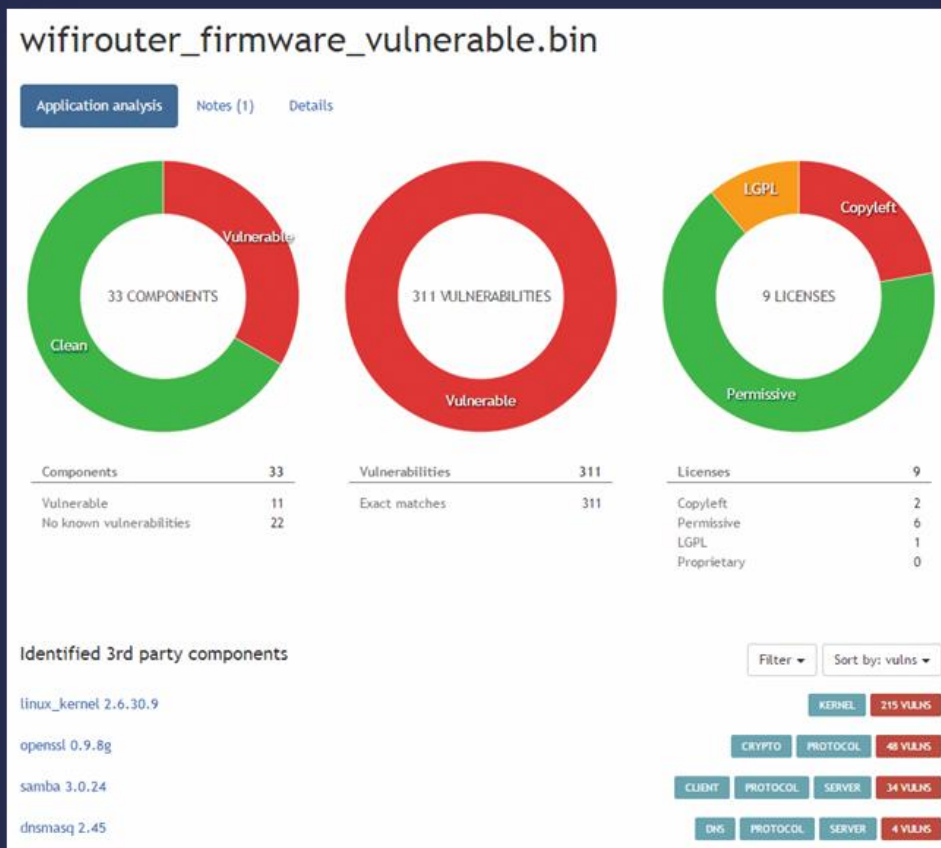 wifirouter_firmware_vulnerable.bin
Application analysis Notes (1) Details
Vulnerable
33 COMPONENTS
Clean
311 VULNERABILITIES
Vulnerable
LGPL
Copyleft
9 LICENSES
Permissive
Components 33
Vulnerable 11
No known vulnerabilities 22
Vulnerabilities 311
Exact matches 311
Licenses 9
Copyleft 2
Permissive 6
LGPL 1
Proprietary 0
Identified 3rd party components Filter Sort by: vulns
linux_kernel 2.6.30.9 KERNEL 215 VULNS
openssl 0.9.8g CRYPTO PROTOCOL 48 VULNS
samba 3.0.24 CLIENT PROTOCOL SERVER 34 VULNS
dnsmasq 2.45 DNS PROTOCOL SERVER 4 VULNS